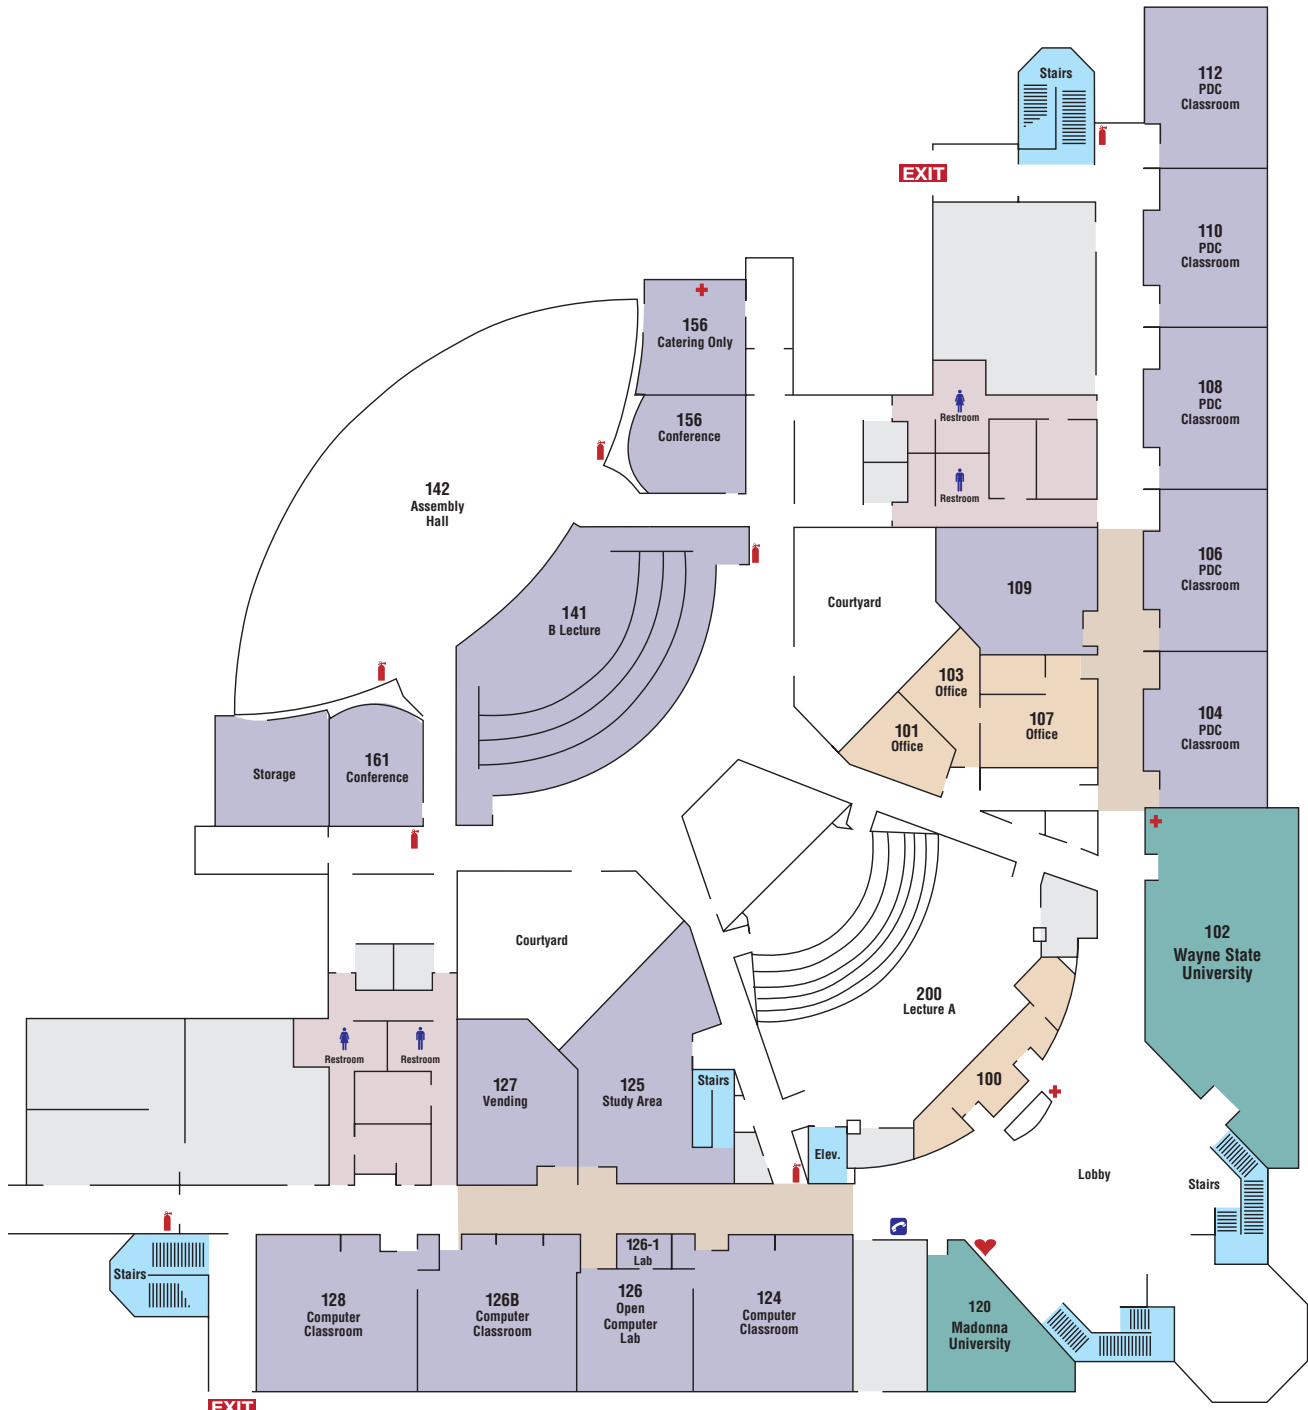 Stairs
112
PDC
Classroom
EXIT
110
PDC
Classroom
156
Catering Only
108
PDC
Classroom
Restroom
156
Conference
Restroom
142
Assembly
Hall
106
PDC
Classroom
109
Courtyard
141
B Lecture
103
Office
107
Office
101
Office
104
PDC
Classroom
161
Conference
Storage
102
Wayne State
University
Courtyard
200
Lecture A
Restroom
Restroom
127
Vending
125
Study Area
Stairs
100
Elev.
Lobby
Stairs
126-1
Lab
Stairs
128
Computer
Classroom
126B
Computer
Classroom
126
Open
Computer
Lab
124
Computer
Classroom
120
Madonna
University
EXIT